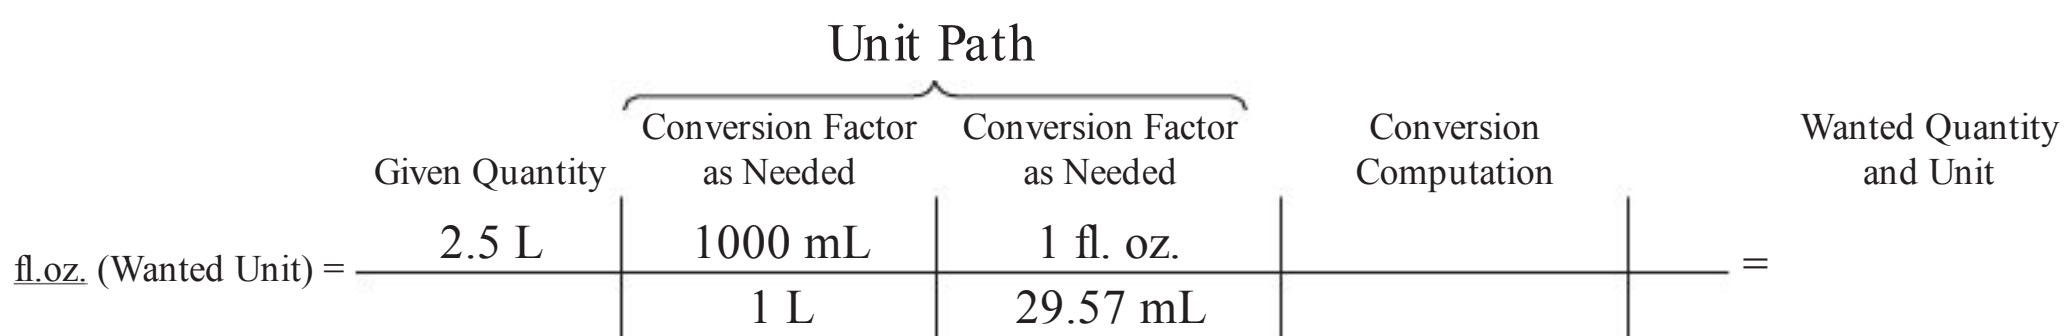 Unit Path
Conversion Factor as Needed
Conversion Factor as Needed
Conversion Computation
Wanted Quantity and Unit
Given Quantity
fl.oz. (Wanted Unit) =
2.5 L
1000 mL
1 fl. oz.
=
1 L
29.57 mL